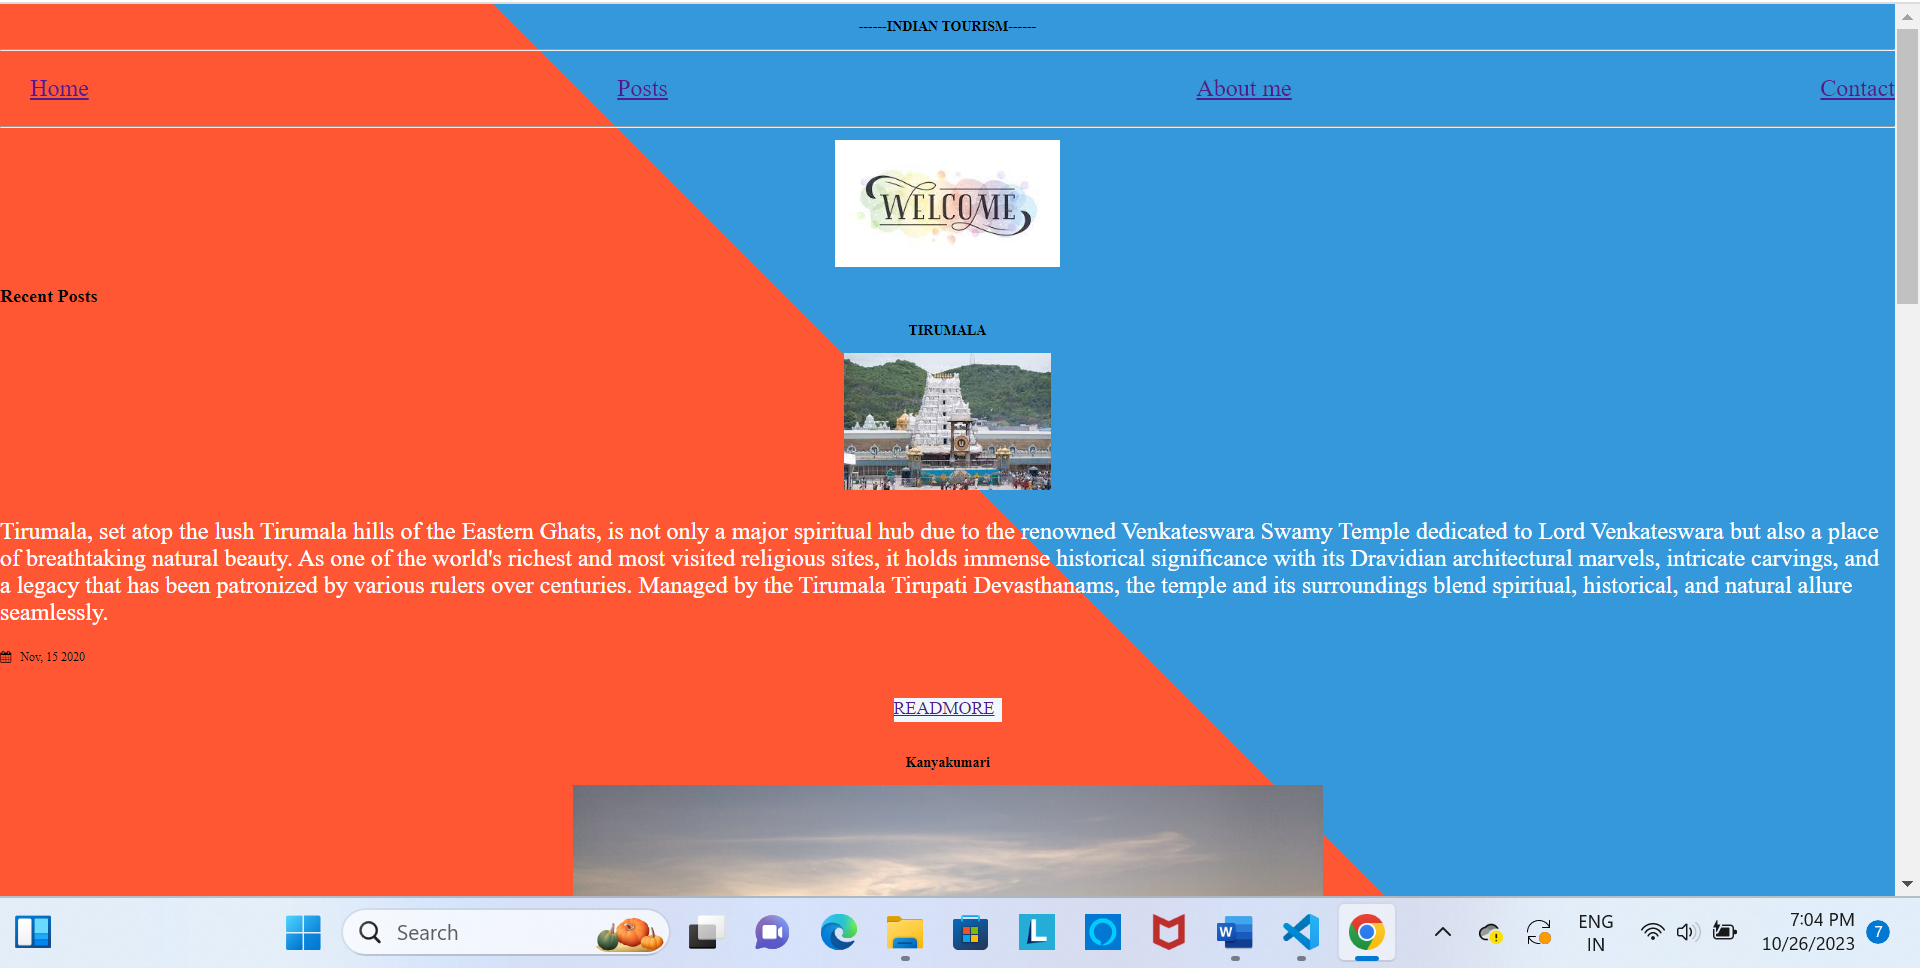 ------INDIAN TOURISM------
Home Posts About me Contact
WELCOME
Recent Posts
TIRUMALA
Tirumala, set atop the lush Tirumala hills of the Eastern Ghats, is not only a major spiritual hub due to the renowned Venkateswara Swamy Temple dedicated to Lord Venkateswara but also a place
of breathtaking natural beauty. As one of the world's richest and most visited religious sites, it holds immense historical significance with its Dravidian architectural marvels, intricate carvings, and
a legacy that has been patronized by various rulers over centuries. Managed by the Tirumala Tirupati Devasthanams, the temple and its surroundings blend spiritual, historical, and natural allure
seamlessly.
Nov, 15 2020
READMORE
Kanyakumari
Search
L
W
ENG
IN
7:04 PM
10/26/2023
7